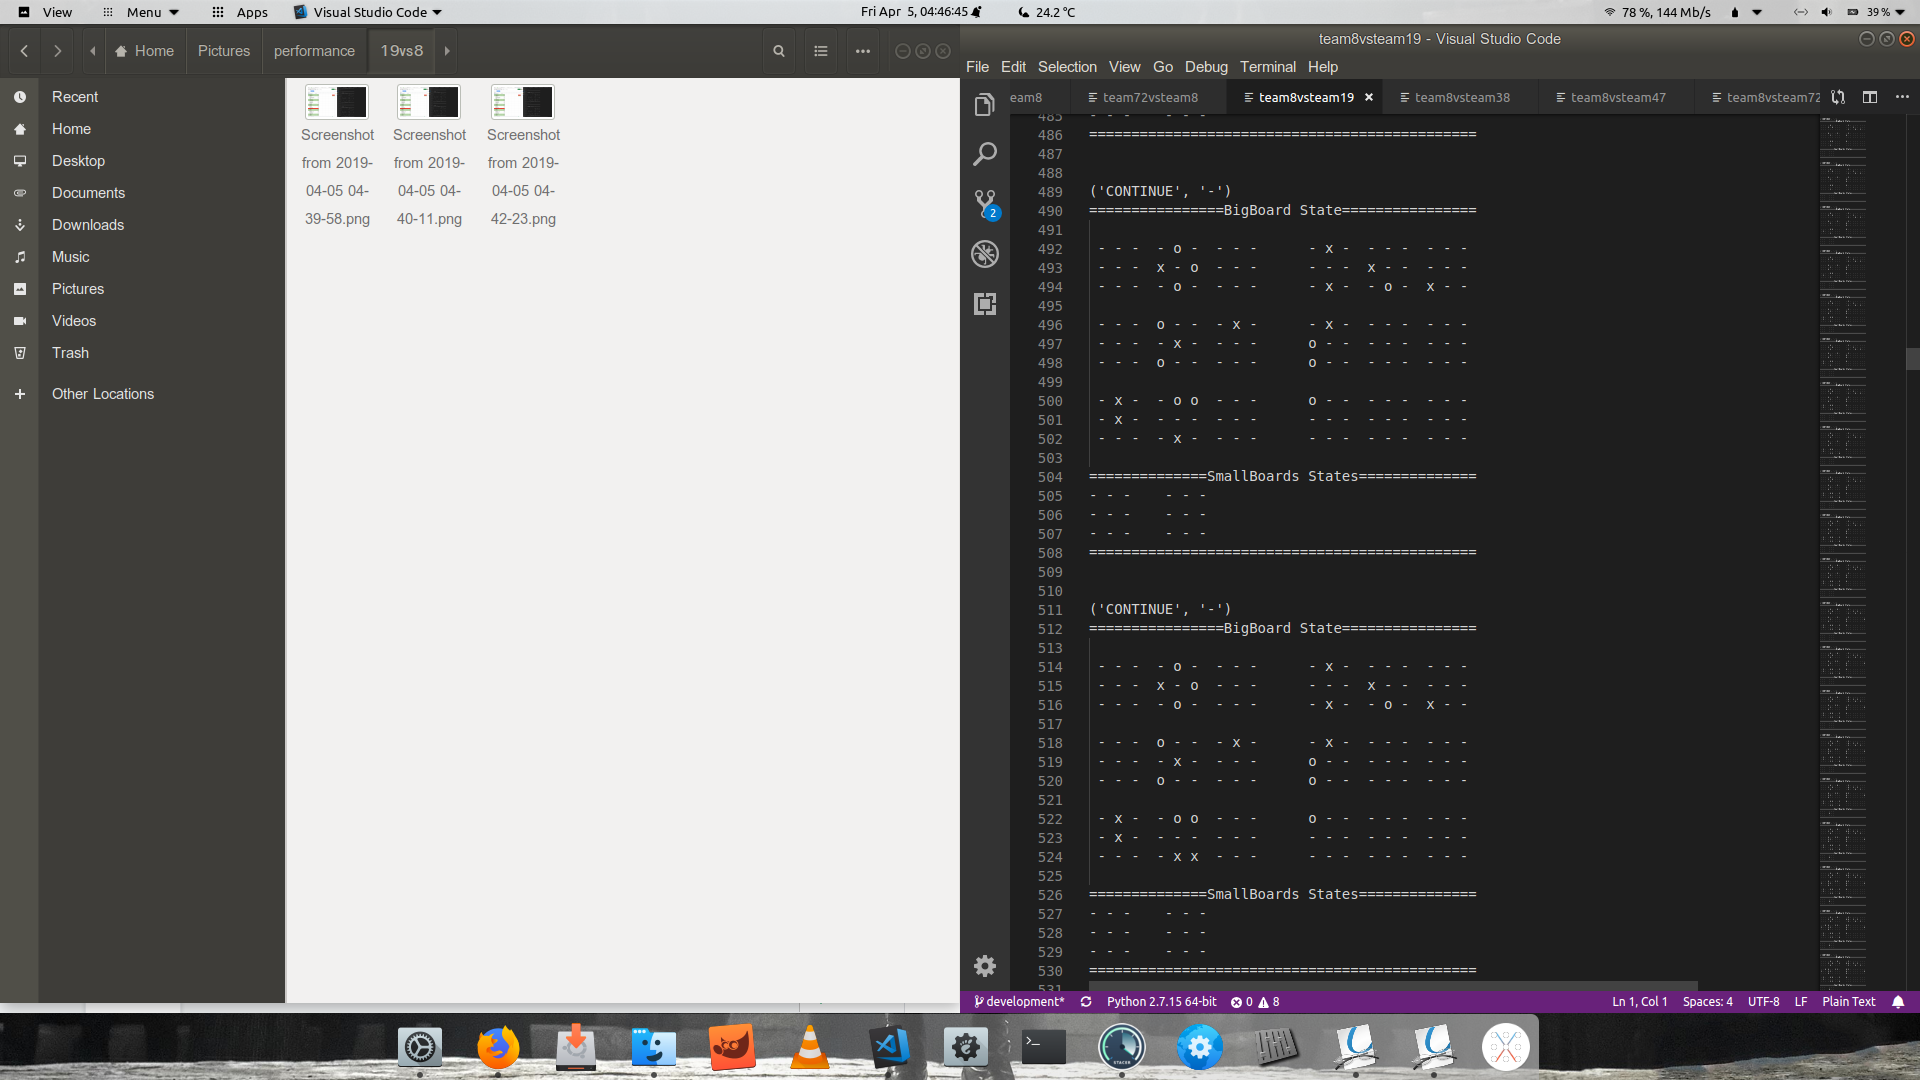 View Menu Apps Visual Studio Code Fri Apr 5, 04:46:45 24.2 °C 78 %, 144 Mb/s 39 %
Home Pictures performance 19vs8
Recent
Home
Desktop
Documents
Downloads
Music
Pictures
Videos
Trash
Other Locations
Screenshot from 2019-04-05 04-39-58.png
Screenshot from 2019-04-05 04-40-11.png
Screenshot from 2019-04-05 04-42-23.png
team8vsteam19 - Visual Studio Code
File Edit Selection View Go Debug Terminal Help
eam8 team72vsteam8 team8vsteam19 team8vsteam38 team8vsteam47 team8vsteam72
2
485 - - -    - - -
486 ==============================================
487
488
489 ('CONTINUE', '-')
490 ================BigBoard State================
491
492 - - -  - o -  - - -      - x -  - - -  - - -
493 - - -  x - o  - - -      - - -  x - -  - - -
494 - - -  - o -  - - -      - x -  - o -  x - -
495
496 - - -  o - -  - x -      - x -  - - -  - - -
497 - - -  - x -  - - -      o - -  - - -  - - -
498 - - -  o - -  - - -      o - -  - - -  - - -
499
500 - x -  - o o  - - -      o - -  - - -  - - -
501 - x -  - - -  - - -      - - -  - - -  - - -
502 - - -  - x -  - - -      - - -  - - -  - - -
503
504 ==============SmallBoards States==============
505 - - -    - - -
506 - - -    - - -
507 - - -    - - -
508 ==============================================
509
510
511 ('CONTINUE', '-')
512 ================BigBoard State================
513
514 - - -  - o -  - - -      - x -  - - -  - - -
515 - - -  x - o  - - -      - - -  x - -  - - -
516 - - -  - o -  - - -      - x -  - o -  x - -
517
518 - - -  o - -  - x -      - x -  - - -  - - -
519 - - -  - x -  - - -      o - -  - - -  - - -
520 - - -  o - -  - - -      o - -  - - -  - - -
521
522 - x -  - o o  - - -      o - -  - - -  - - -
523 - x -  - - -  - - -      - - -  - - -  - - -
524 - - -  - x x  - - -      - - -  - - -  - - -
525
526 ==============SmallBoards States==============
527 - - -    - - -
528 - - -    - - -
529 - - -    - - -
530 ==============================================
531
development* Python 2.7.15 64-bit 0 8 Ln 1, Col 1 Spaces: 4 UTF-8 LF Plain Text